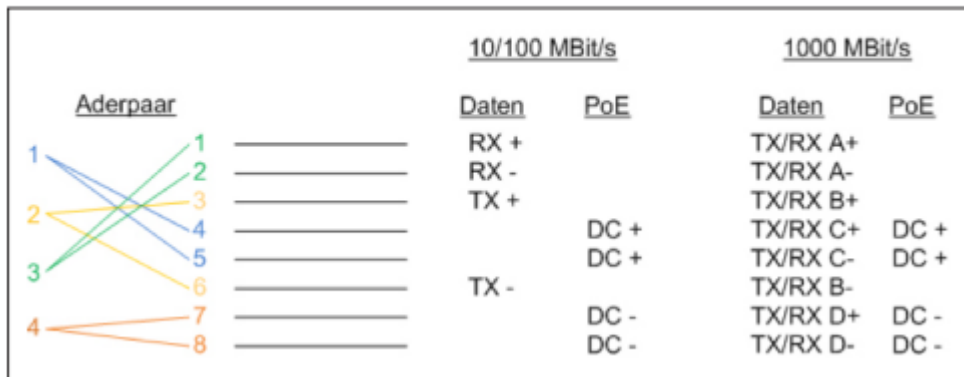 10/100 MBit/s 1000 MBit/s
Aderpaar Daten PoE Daten PoE
1 1 RX + TX/RX A+
2 RX - TX/RX A-
2 3 TX + TX/RX B+
4 DC + TX/RX C+ DC +
3 5 DC + TX/RX C- DC +
6 TX - TX/RX B-
4 7 DC - TX/RX D+ DC -
8 DC - TX/RX D- DC -